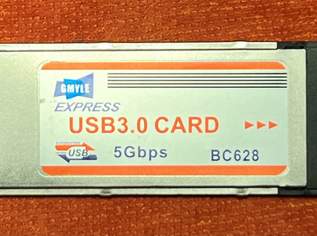 GMYLE
EXPRESS
USB3.0 CARD
USB 5Gbps BC628